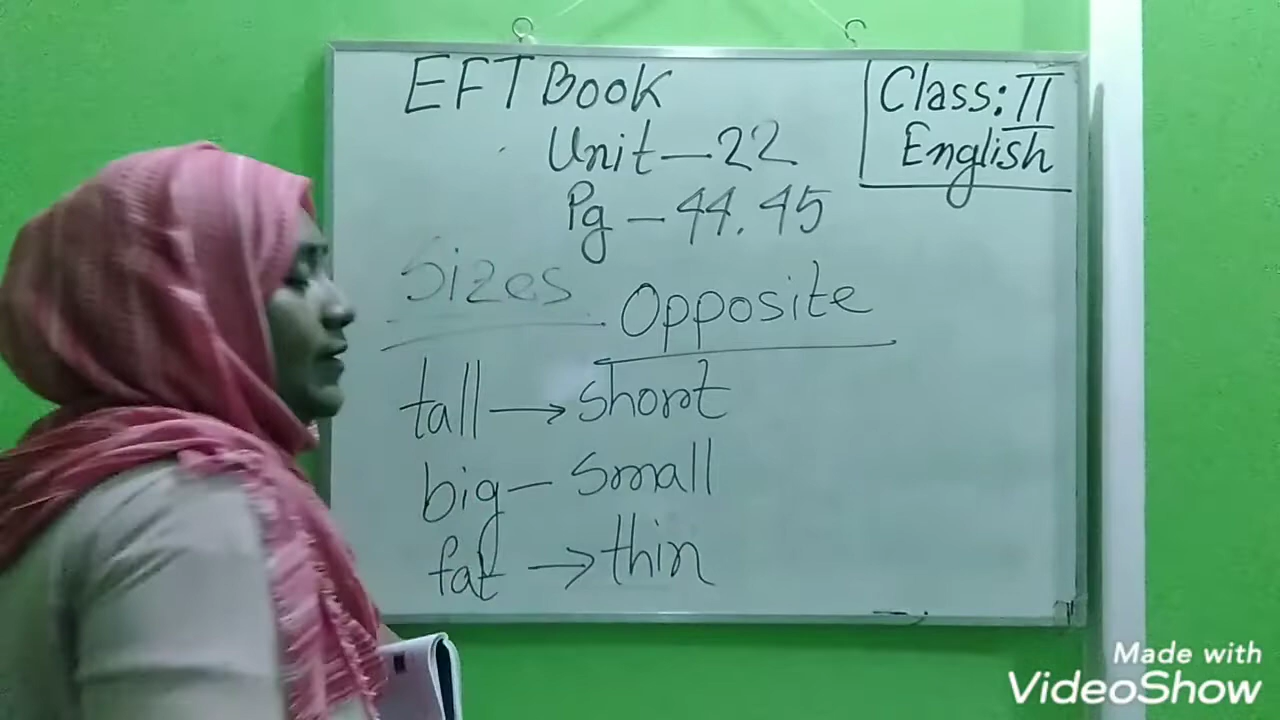 EFT Book
Unit - 22
Pg - 44.45
Class: II
English
Sizes Opposite
tall → short
big - small
fat → thin
Made with
VideoShow